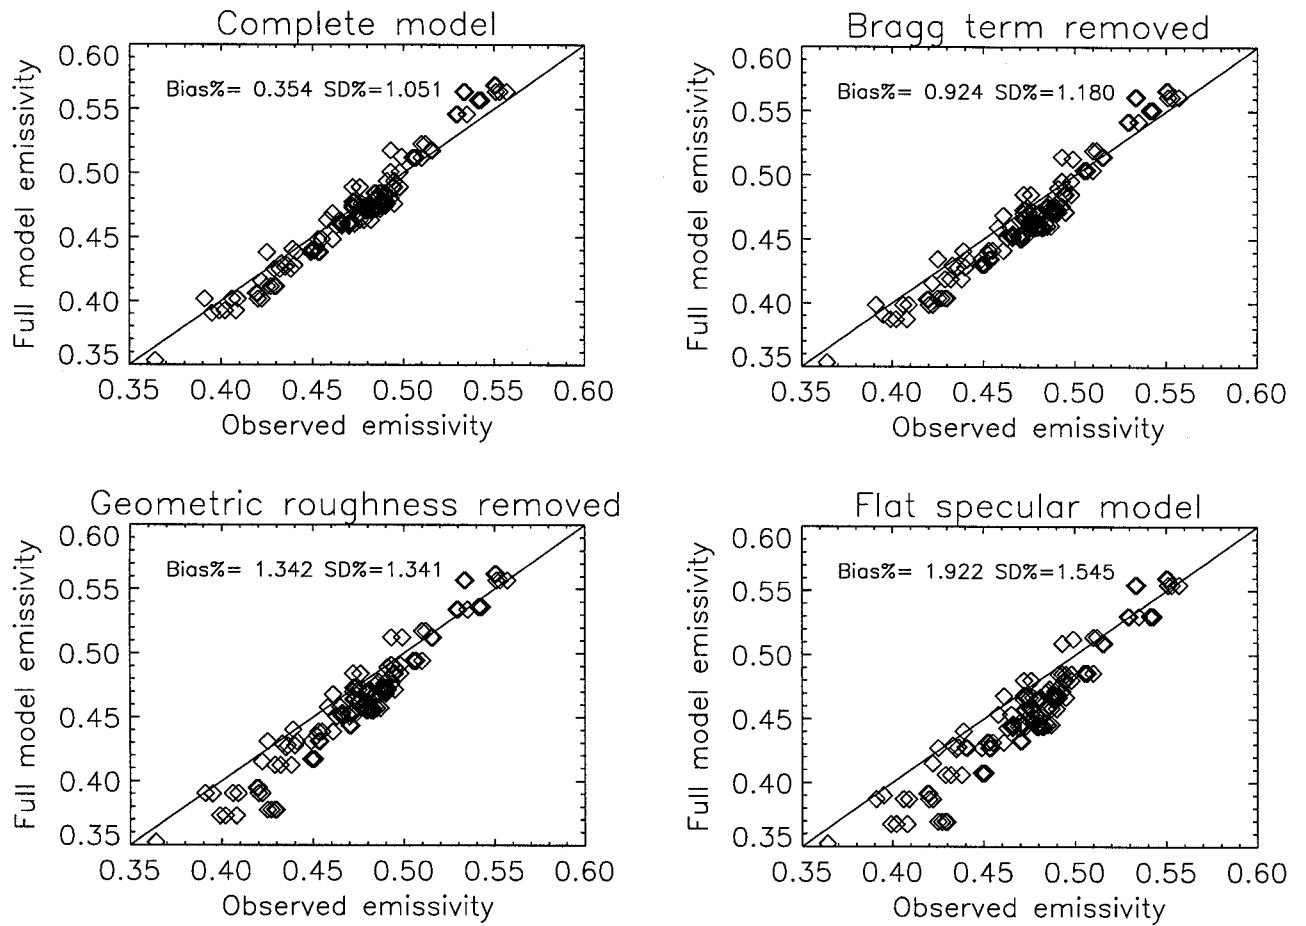 Complete model
Bias%= 0.354 SD%=1.051
Full model emissivity
0.60
0.55
0.50
0.45
0.40
0.35
0.35 0.40 0.45 0.50 0.55 0.60
Observed emissivity
Bragg term removed
Bias%= 0.924 SD%=1.180
Full model emissivity
0.60
0.55
0.50
0.45
0.40
0.35
0.35 0.40 0.45 0.50 0.55 0.60
Observed emissivity
Geometric roughness removed
Bias%= 1.342 SD%=1.341
Full model emissivity
0.60
0.55
0.50
0.45
0.40
0.35
0.35 0.40 0.45 0.50 0.55 0.60
Observed emissivity
Flat specular model
Bias%= 1.922 SD%=1.545
Full model emissivity
0.60
0.55
0.50
0.45
0.40
0.35
0.35 0.40 0.45 0.50 0.55 0.60
Observed emissivity